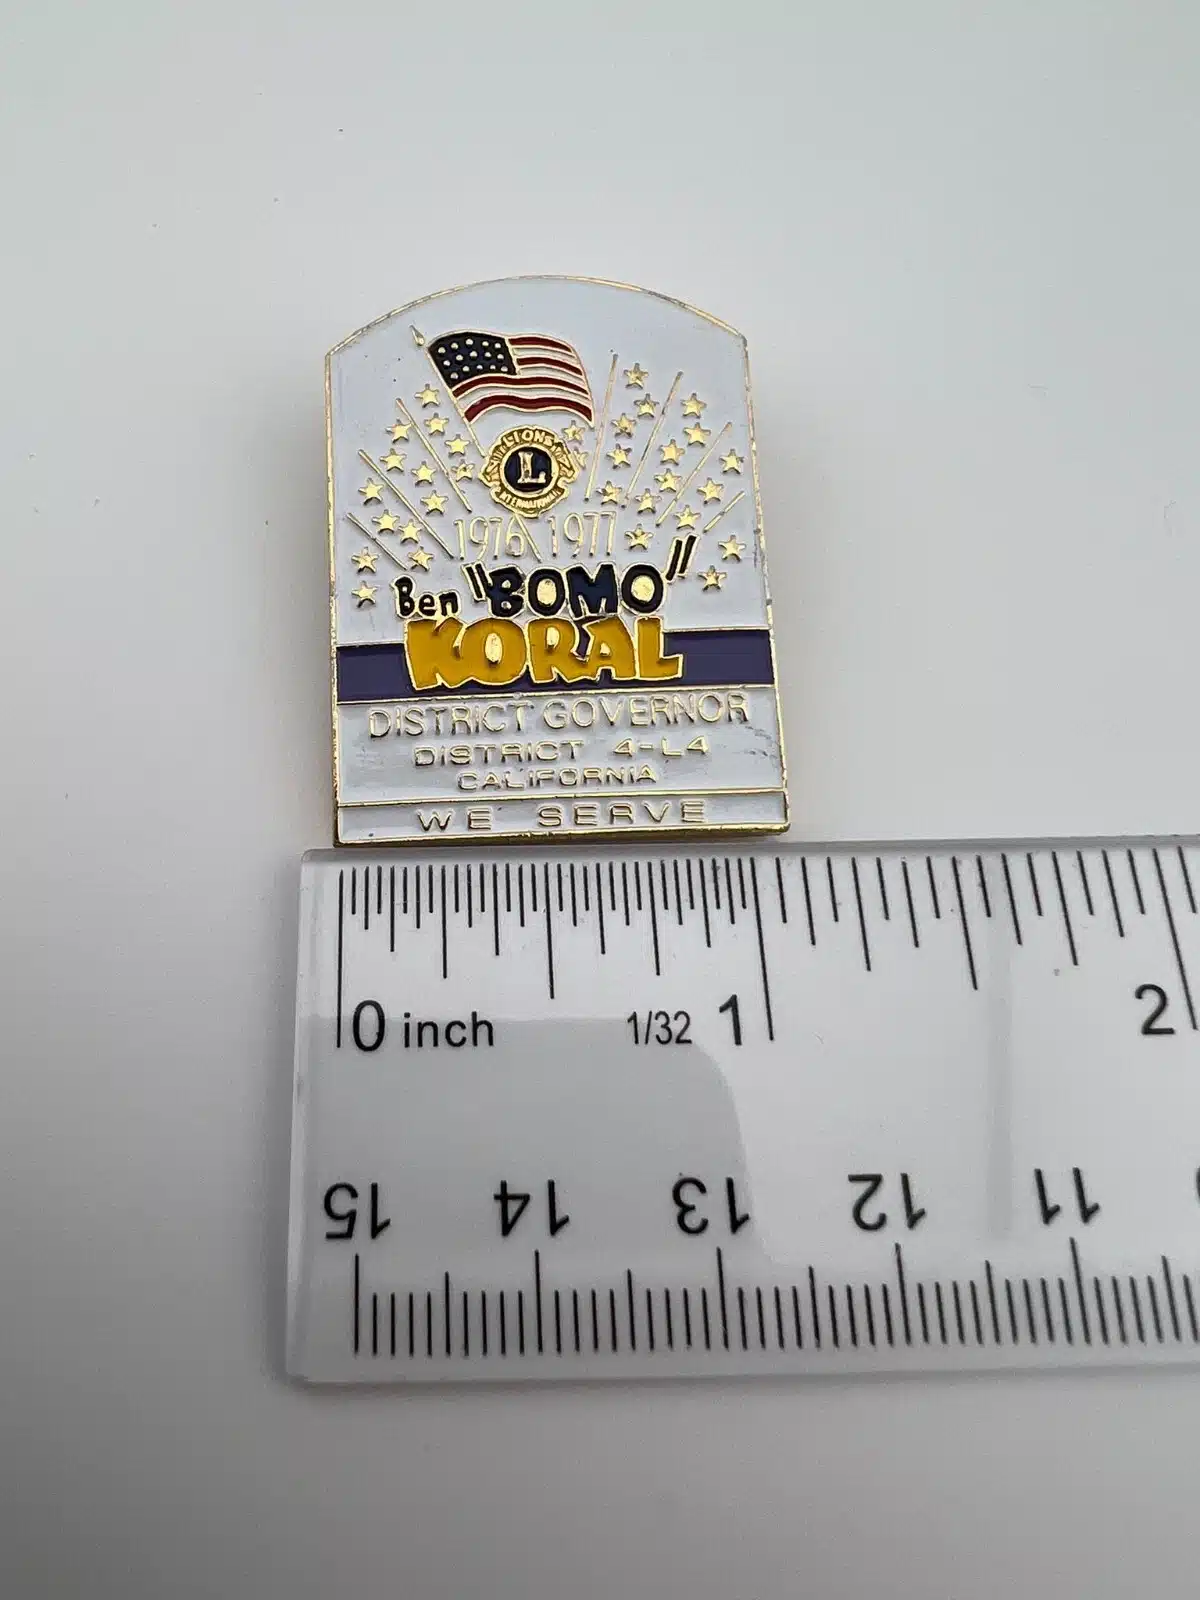 LIONS
L
INTERNATIONAL
1976 1977
Ben "BOMO"
KORAL
DISTRICT GOVERNOR
DISTRICT 4-L4
CALIFORNIA
WE SERVE
0 inch 1/32 1 2
15 14 13 12 11